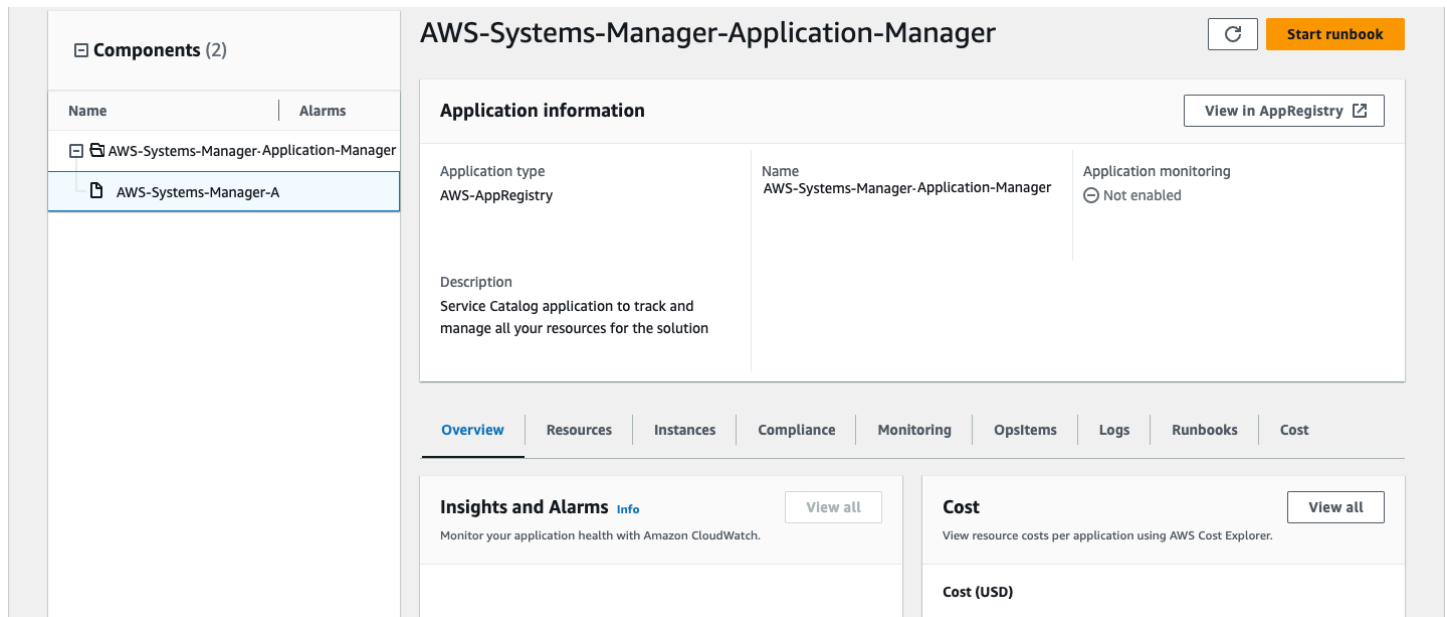 Components (2)
Name
Alarms
AWS-Systems-Manager-Application-Manager
AWS-Systems-Manager-A
AWS-Systems-Manager-Application-Manager
Start runbook
Application information
View in AppRegistry
Application type
AWS-AppRegistry
Name
AWS-Systems-Manager-Application-Manager
Application monitoring
Not enabled
Description
Service Catalog application to track and
manage all your resources for the solution
Overview
Resources
Instances
Compliance
Monitoring
OpsItems
Logs
Runbooks
Cost
Insights and Alarms Info
View all
Monitor your application health with Amazon CloudWatch.
Cost
View all
View resource costs per application using AWS Cost Explorer.
Cost (USD)